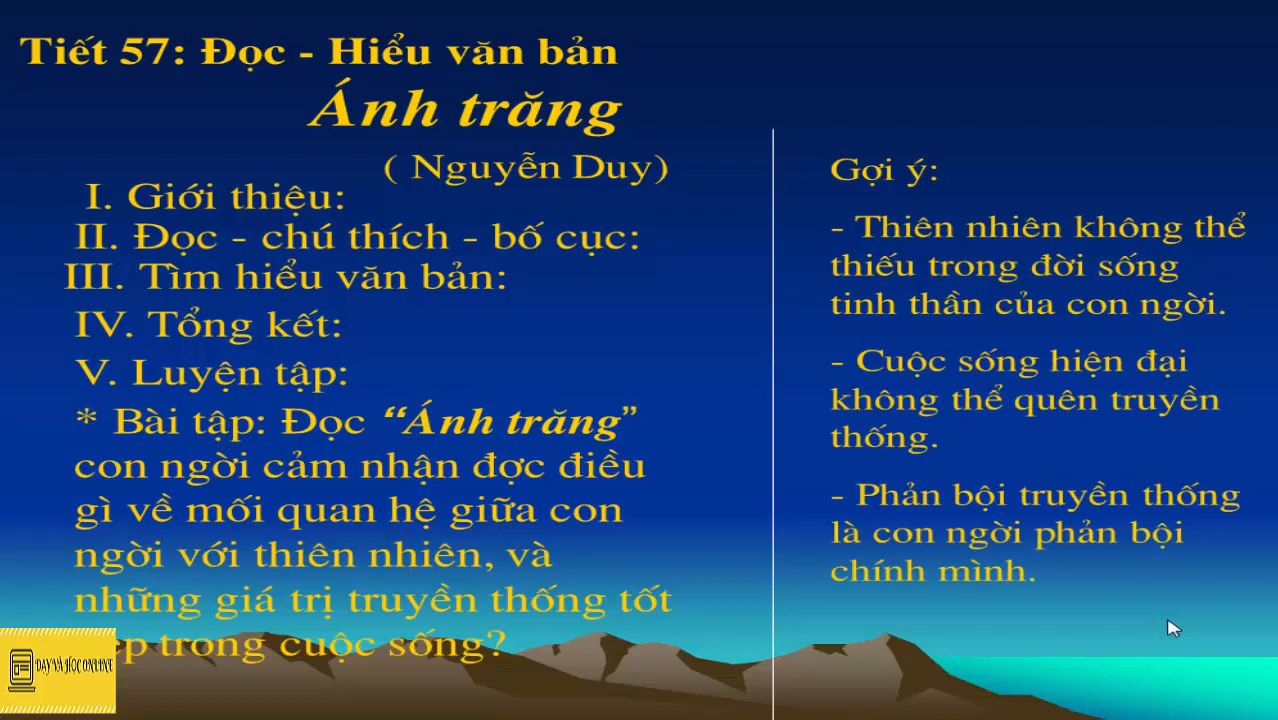 Tiết 57: Đọc - Hiểu văn bản
Ánh trăng
( Nguyễn Duy)
I. Giới thiệu:
II. Đọc - chú thích - bố cục:
III. Tìm hiểu văn bản:
IV. Tổng kết:
V. Luyện tập:
* Bài tập: Đọc “Ánh trăng”
con ngời cảm nhận đợc điều
gì về mối quan hệ giữa con
ngời với thiên nhiên, và
những giá trị truyền thống tốt
trong cuộc sống?
Gợi ý:
- Thiên nhiên không thể
thiếu trong đời sống
tinh thần của con ngời.
- Cuộc sống hiện đại
không thể quên truyền
thống.
- Phản bội truyền thống
là con ngời phản bội
chính mình.
DẠY VÀ HỌC ONLINE